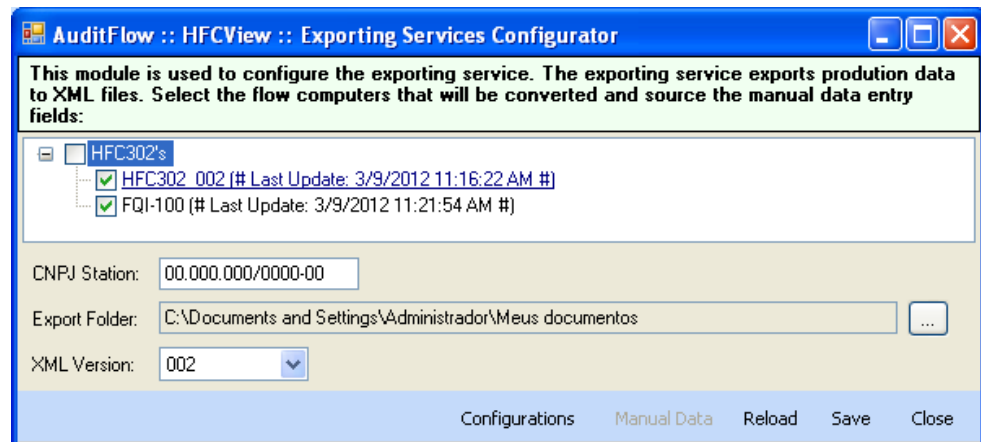 AuditFlow :: HFCView :: Exporting Services Configurator
This module is used to configure the exporting service. The exporting service exports prodution data
to XML files. Select the flow computers that will be converted and source the manual data entry
fields:
HFC302's
HFC302_002 (# Last Update: 3/9/2012 11:16:22 AM #)
FQI-100 (# Last Update: 3/9/2012 11:21:54 AM #)
CNPJ Station: 00.000.000/0000-00
Export Folder: C:\Documents and Settings\Administrador\Meus documentos ...
XML Version: 002
Configurations Manual Data Reload Save Close